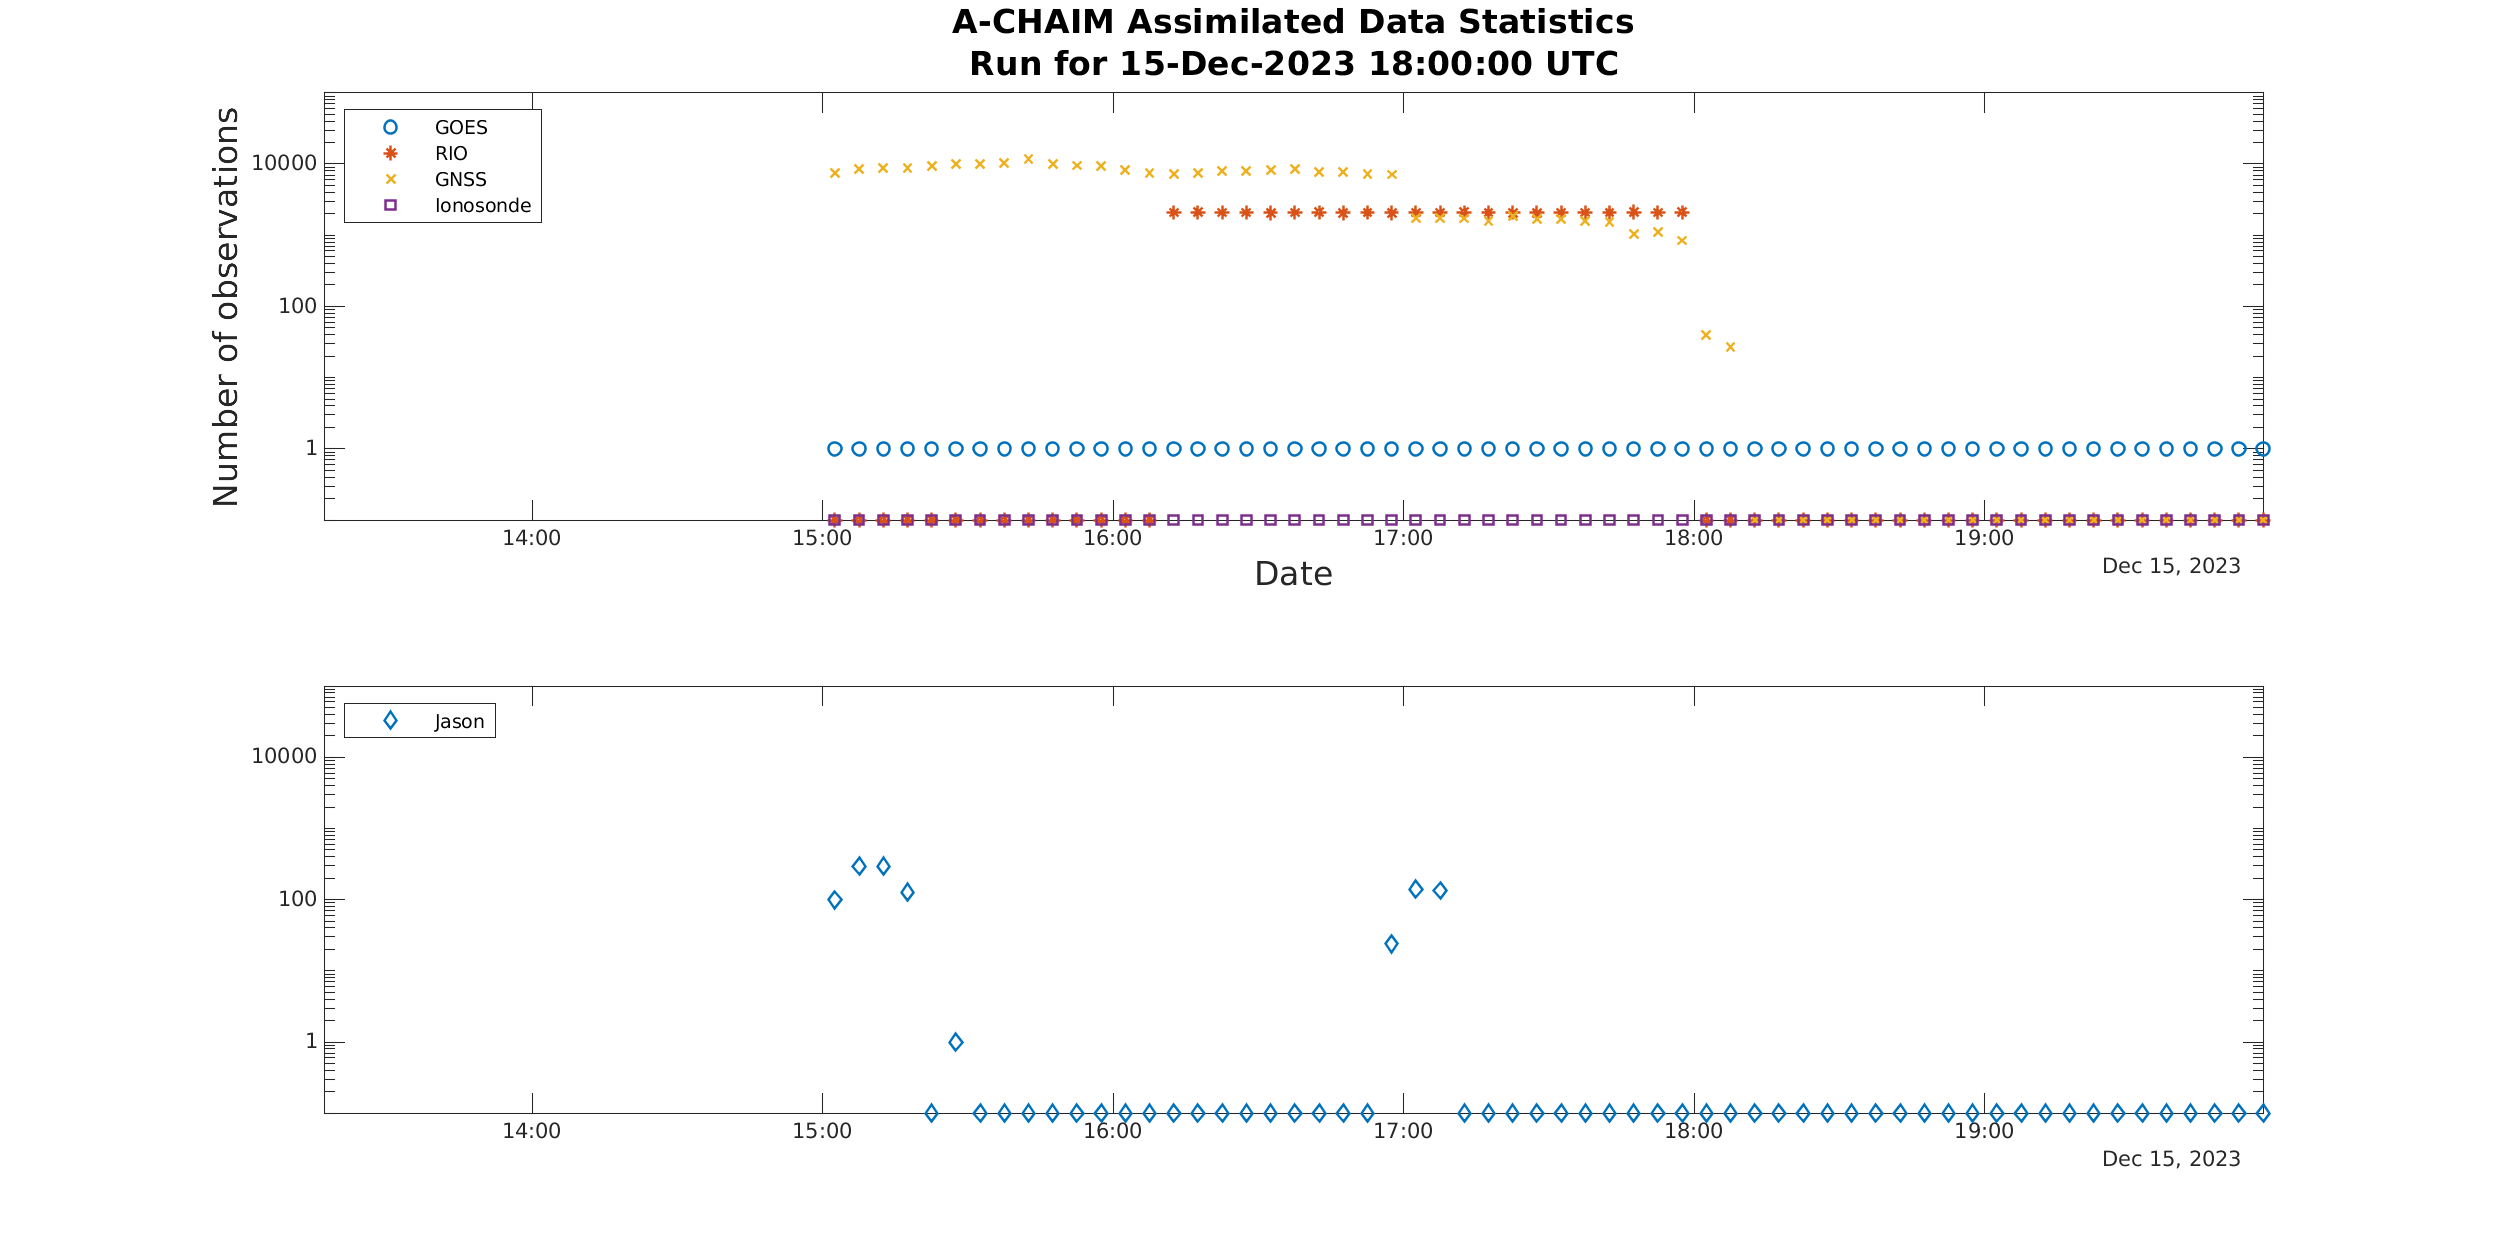 A-CHAIM Assimilated Data Statistics
Run for 15-Dec-2023 18:00:00 UTC
Number of observations
10000
100
1
GOES
RIO
GNSS
Ionosonde
14:00 15:00 16:00 17:00 18:00 19:00
Dec 15, 2023
Date
10000
100
1
Jason
14:00 15:00 16:00 17:00 18:00 19:00
Dec 15, 2023